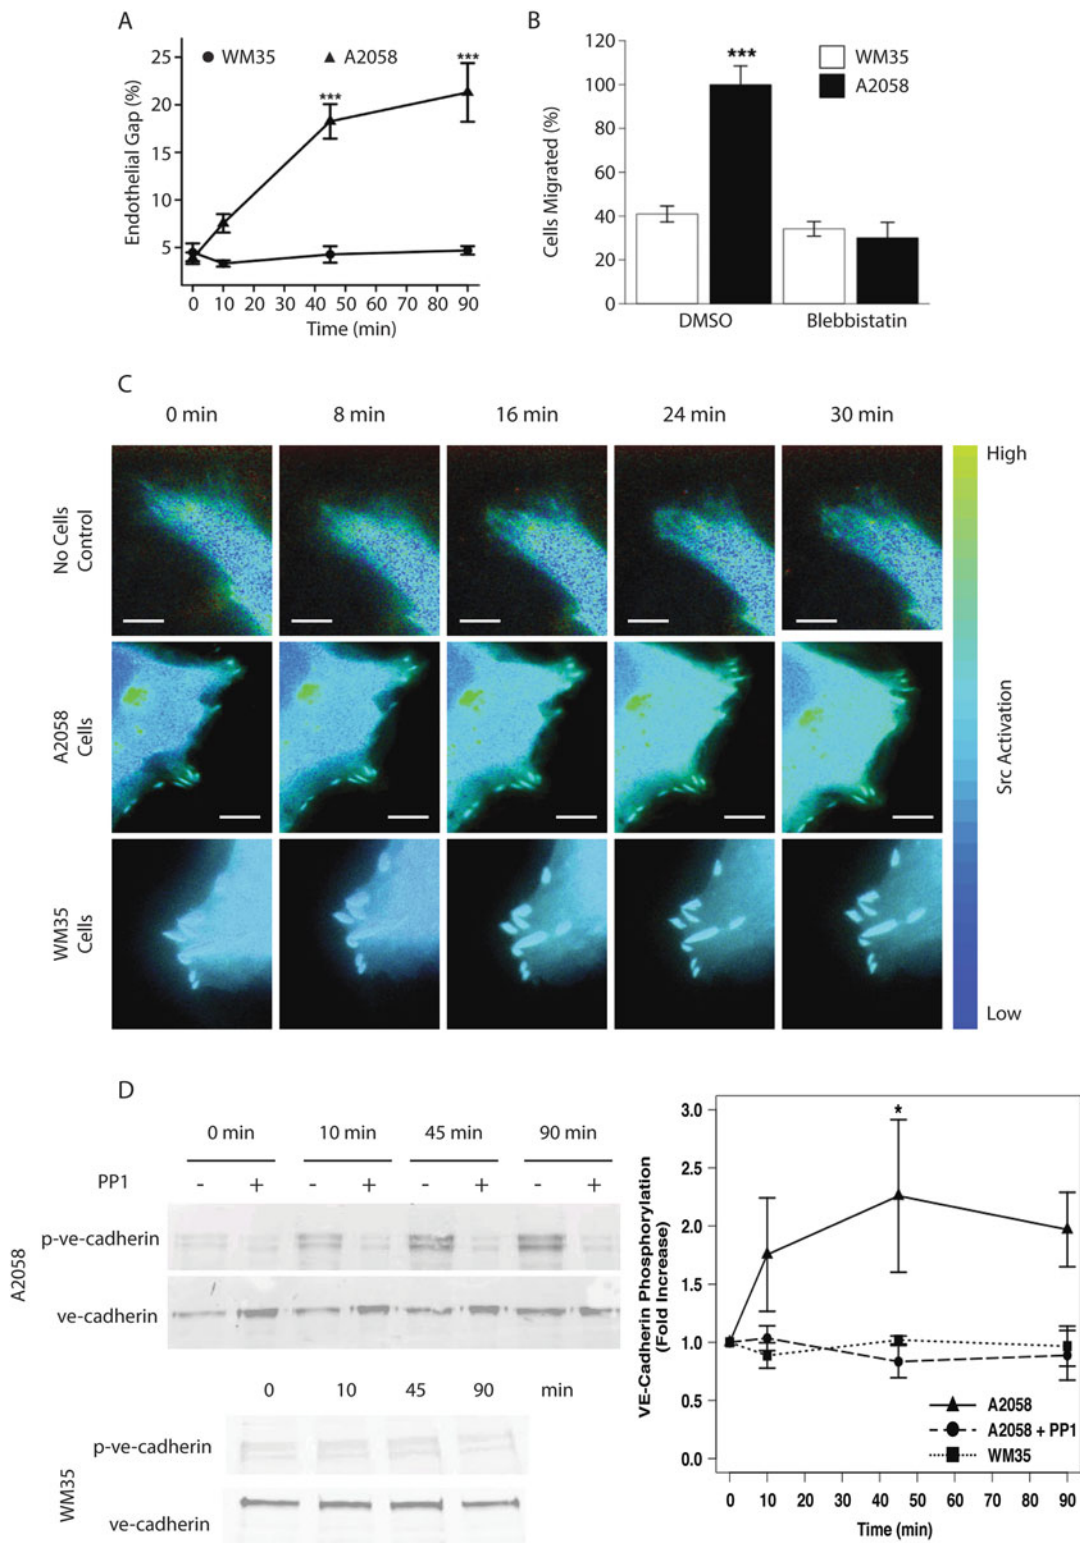 A
WM35 A2058
*** ***
25
20
15
10
5
Endothelial Gap (%)
0 10 20 30 40 50 60 70 80 90
Time (min)
B
120
100
80
60
40
20
0
Cells Migrated (%)
***
WM35
A2058
DMSO Blebbistatin
C
0 min 8 min 16 min 24 min 30 min
No Cells
Control
A2058
Cells
WM35
Cells
High
Src Activation
Low
D
0 min 10 min 45 min 90 min
PP1 - + - + - + - +
A2058
p-ve-cadherin
ve-cadherin
0 10 45 90 min
WM35
p-ve-cadherin
ve-cadherin
3.0
2.5
2.0
1.5
1.0
0.5
0.0
VE-Cadherin Phosphorylation
(Fold Increase)
*
A2058
A2058 + PP1
WM35
0 10 20 30 40 50 60 70 80 90
Time (min)